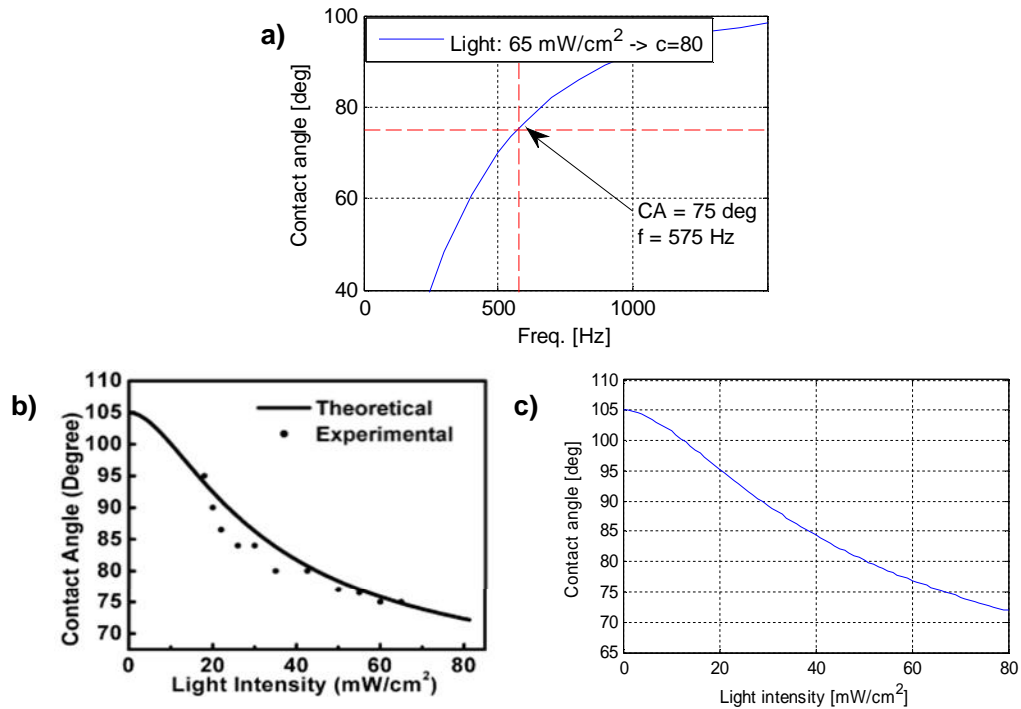 a)
100
80
60
40
Contact angle [deg]
Light: 65 mW/cm² -> c=80
CA = 75 deg
f = 575 Hz
0 500 1000
Freq. [Hz]
b)
110
105
100
95
90
85
80
75
70
Contact Angle (Degree)
Theoretical
Experimental
0 20 40 60 80
Light Intensity (mW/cm²)
c)
110
105
100
95
90
85
80
75
70
65
Contact angle [deg]
0 20 40 60 80
Light intensity [mW/cm²]